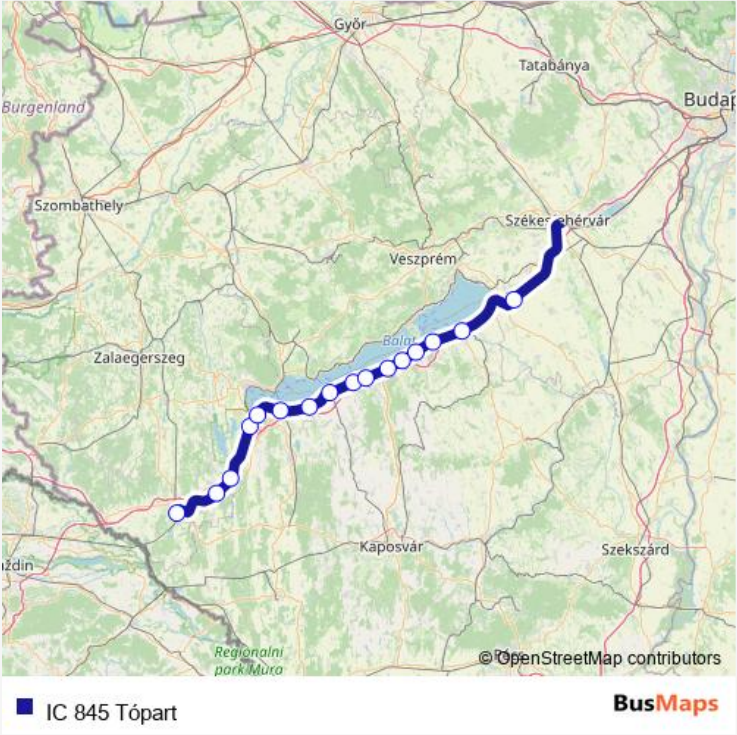 Győr
Tatabánya
Budap
Burgenland
Szombathely
Székesfehérvár
Veszprém
Balat
Zalaegerszeg
Kaposvár
Szekszárd
ždin
Regionalni
park Mura
© OpenStreetMap contributors
IC 845 Tópart
BusMaps